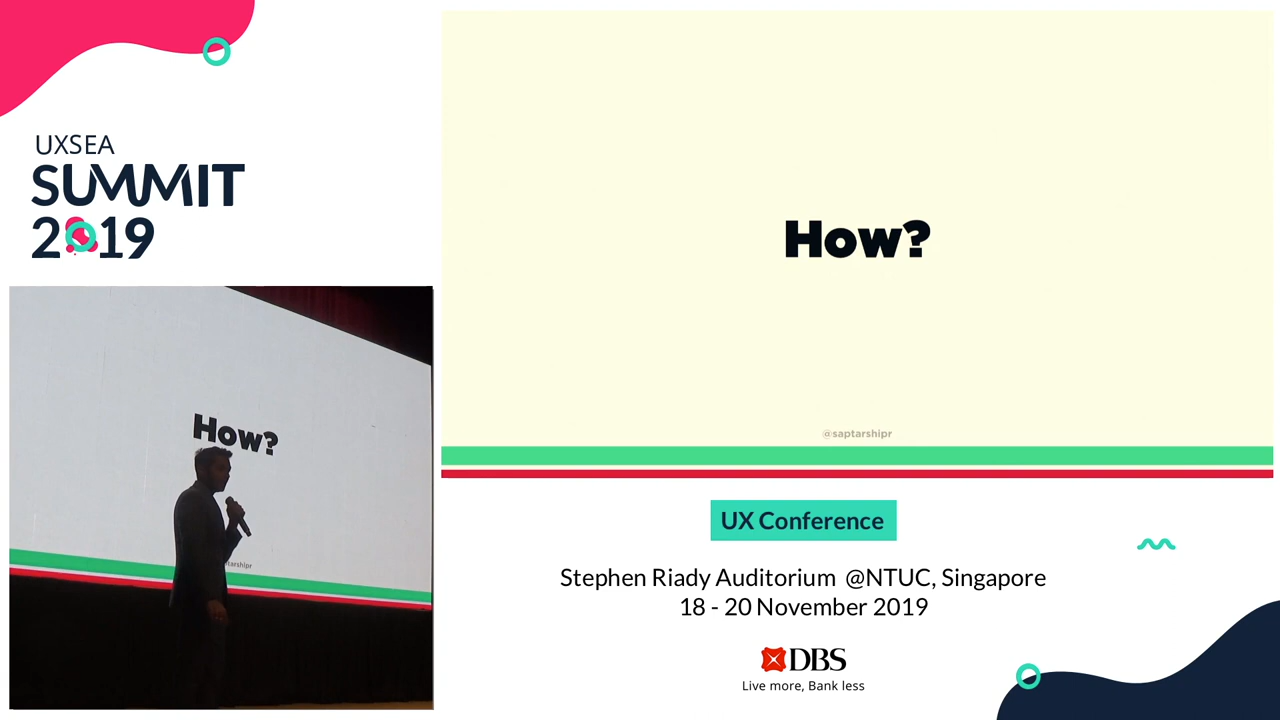 UXSEA
SUMMIT
2019
How?
@saptarshipr
How?
tarshipr
UX Conference
Stephen Riady Auditorium @NTUC, Singapore
18 - 20 November 2019
DBS
Live more, Bank less